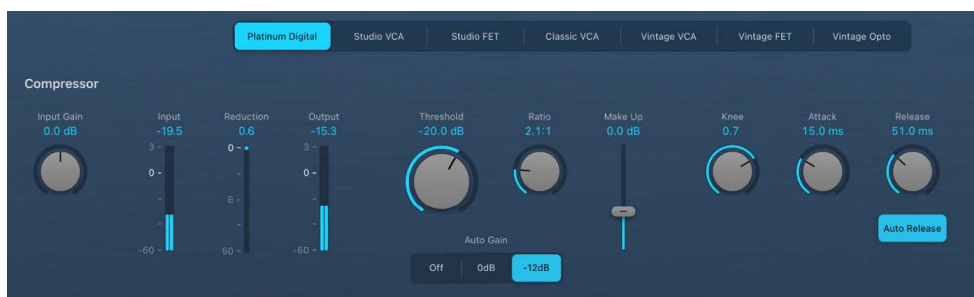 Platinum Digital Studio VCA Studio FET Classic VCA Vintage VCA Vintage FET Vintage Opto
Compressor
Input Gain Input Reduction Output Threshold Ratio Make Up Knee Attack Release
0.0 dB -19.5 0.6 -15.3 -20.0 dB 2.1:1 0.0 dB 0.7 15.0 ms 51.0 ms
3 0 3
0 0
6
Auto Release
-60 50 -60
Auto Gain
Off 0dB -12dB